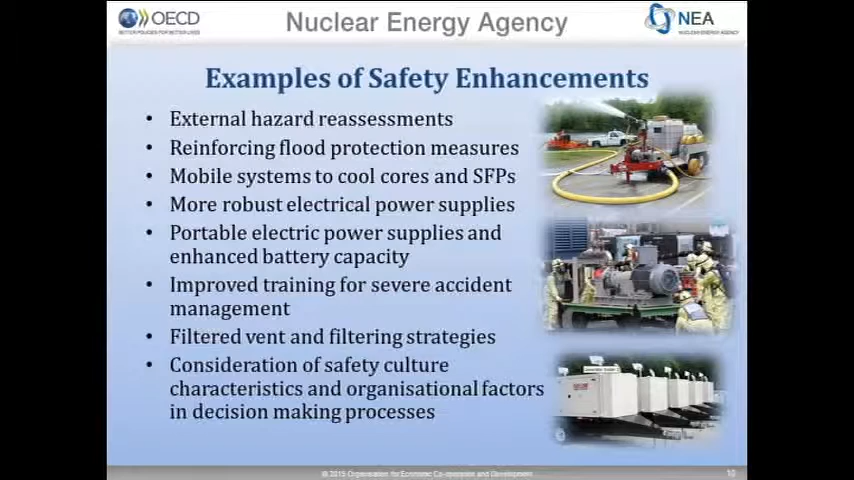 OECD
BETTER POLICIES FOR BETTER LIVES
Nuclear Energy Agency
NEA
NUCLEAR ENERGY AGENCY
Examples of Safety Enhancements
• External hazard reassessments
• Reinforcing flood protection measures
• Mobile systems to cool cores and SFPs
• More robust electrical power supplies
• Portable electric power supplies and
enhanced battery capacity
• Improved training for severe accident
management
• Filtered vent and filtering strategies
• Consideration of safety culture
characteristics and organisational factors
in decision making processes
© 2015 Organisation for Economic Co-operation and Development
10